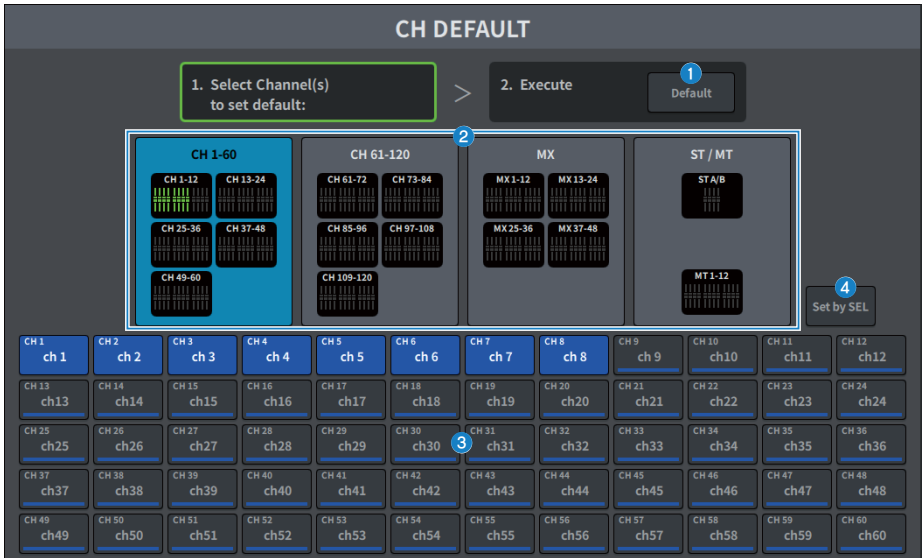 CH DEFAULT
1. Select Channel(s)
to set default:
>
2. Execute
1
Default
2
CH 1-60
CH 61-120
MX
ST / MT
CH 1-12
CH 13-24
CH 61-72
CH 73-84
MX 1-12
MX 13-24
ST A/B
CH 25-36
CH 37-48
CH 85-96
CH 97-108
MX 25-36
MX 37-48
CH 49-60
CH 109-120
MT 1-12
4
Set by SEL
CH 1
CH 2
CH 3
CH 4
CH 5
CH 6
CH 7
CH 8
CH 9
CH 10
CH 11
CH 12
ch 1
ch 2
ch 3
ch 4
ch 5
ch 6
ch 7
ch 8
ch 9
ch10
ch11
ch12
CH 13
CH 14
CH 15
CH 16
CH 17
CH 18
CH 19
CH 20
CH 21
CH 22
CH 23
CH 24
ch13
ch14
ch15
ch16
ch17
ch18
ch19
ch20
ch21
ch22
ch23
ch24
CH 25
CH 26
CH 27
CH 28
CH 29
CH 30
CH 31
CH 32
CH 33
CH 34
CH 35
CH 36
ch25
ch26
ch27
ch28
ch29
ch30
3
ch31
ch32
ch33
ch34
ch35
ch36
CH 37
CH 38
CH 39
CH 40
CH 41
CH 42
CH 43
CH 44
CH 45
CH 46
CH 47
CH 48
ch37
ch38
ch39
ch40
ch41
ch42
ch43
ch44
ch45
ch46
ch47
ch48
CH 49
CH 50
CH 51
CH 52
CH 53
CH 54
CH 55
CH 56
CH 57
CH 58
CH 59
CH 60
ch49
ch50
ch51
ch52
ch53
ch54
ch55
ch56
ch57
ch58
ch59
ch60